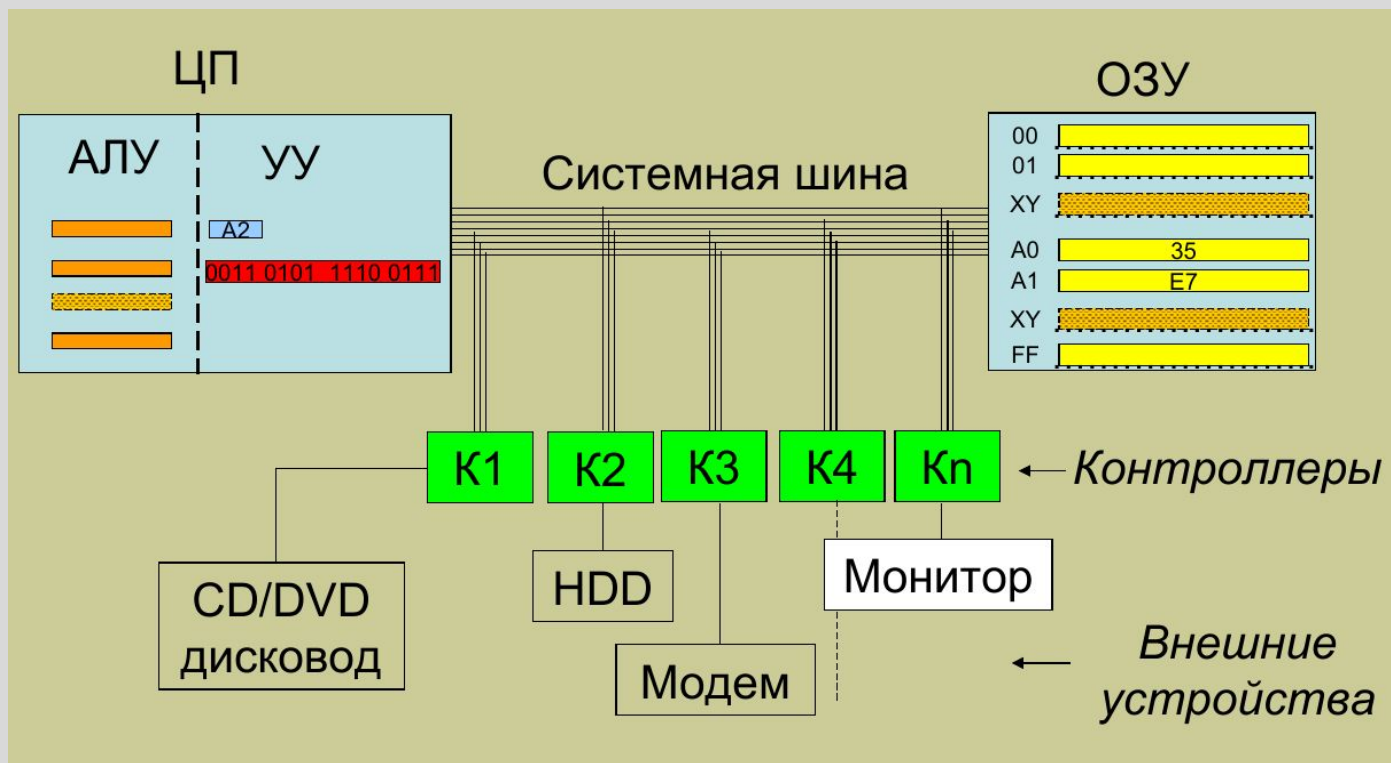 ЦП
АЛУ
УУ
A2
0011 0101 1110 0111
Системная шина
ОЗУ
00
01
XY
A0
35
A1
E7
XY
FF
К1
К2
К3
К4
Кn
Контроллеры
CD/DVD
дисковод
HDD
Модем
Монитор
Внешние
устройства